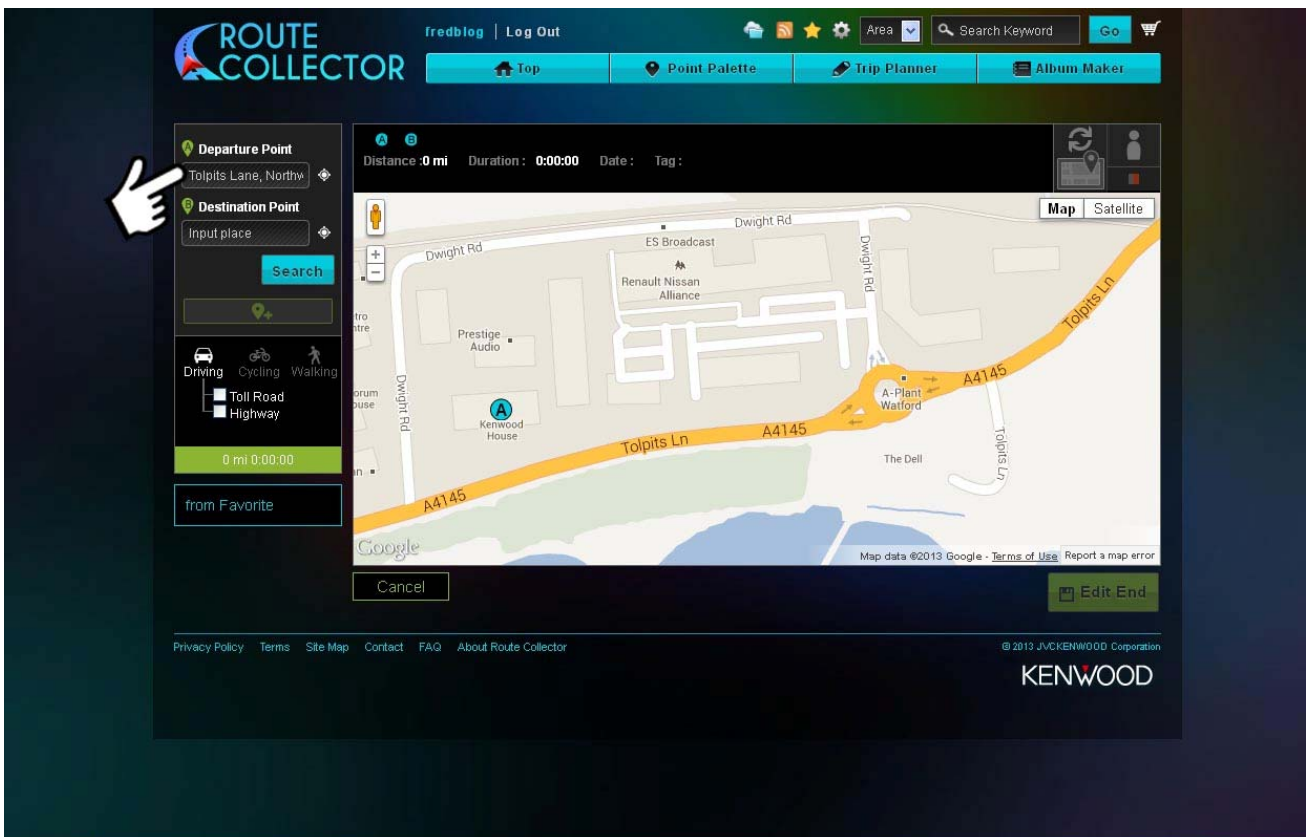 ROUTE COLLECTOR
fredblog | Log Out
Area
Search Keyword
Go
Top
Point Palette
Trip Planner
Album Maker
A Departure Point
Tolpits Lane, Northw
B Destination Point
Input place
Search
Driving Cycling Walking
Toll Road
Highway
0 mi 0:00:00
from Favorite
A B
Distance :0 mi Duration : 0:00:00 Date : Tag :
Map Satellite
Dwight Rd
Dwight Rd
ES Broadcast
Renault Nissan
Alliance
Dwight Rd
Tolpits Ln
Prestige
Audio
Dwight Rd
A
Kenwood
House
A4145
A-Plant
Watford
A4145
Tolpits Ln
Tolpits Ln
The Dell
A4145
Google
Map data ©2013 Google - Terms of Use Report a map error
Cancel
Edit End
Privacy Policy Terms Site Map Contact FAQ About Route Collector
© 2013 JVCKENWOOD Corporation
KENWOOD